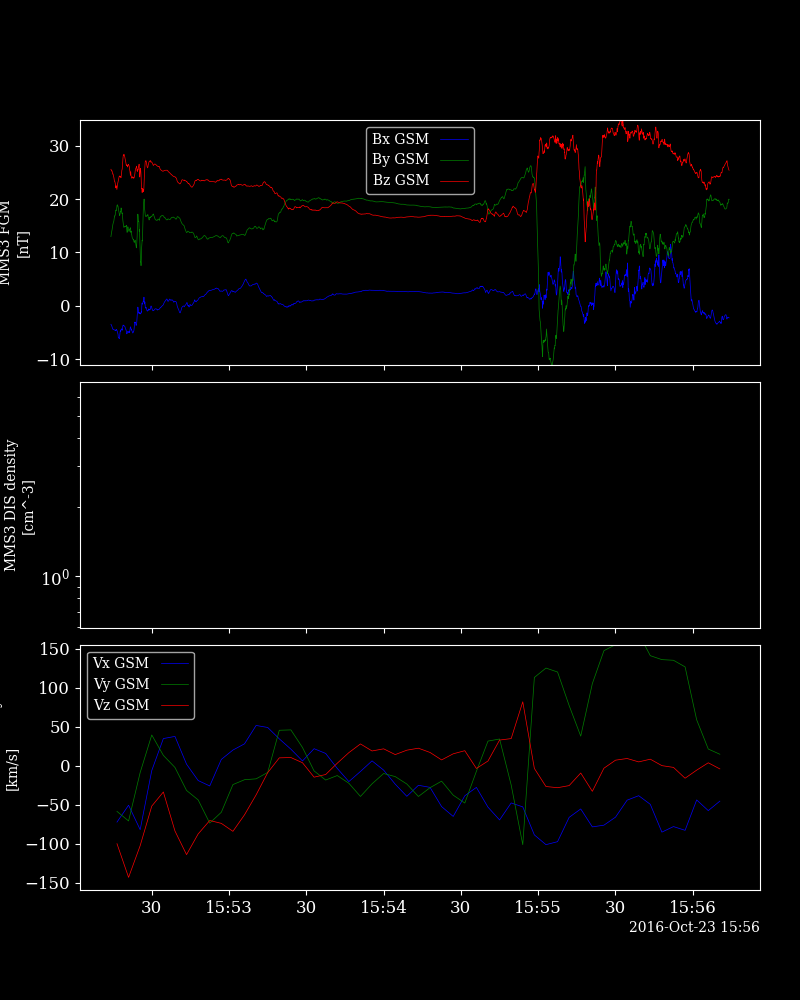 30
20
10
0
−10
MMS3 FGM
[nT]
Bx GSM
By GSM
Bz GSM
MMS3 DIS density
[cm^-3]
10⁰
150
100
50
0
−50
−100
−150
[km/s]
Vx GSM
Vy GSM
Vz GSM
30 15:53 30 15:54 30 15:55 30 15:56
2016-Oct-23 15:56